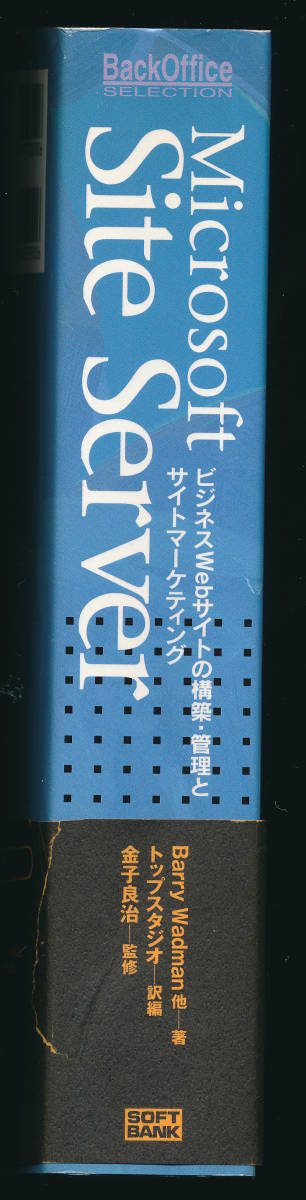 BackOffice
SELECTION
Microsoft
Site Server
ビジネスWebサイトの構築・管理と
サイトマーケティング
Barry Wadman 他―著
トップスタジオ―訳編
金子良治―監修
SOFT
BANK